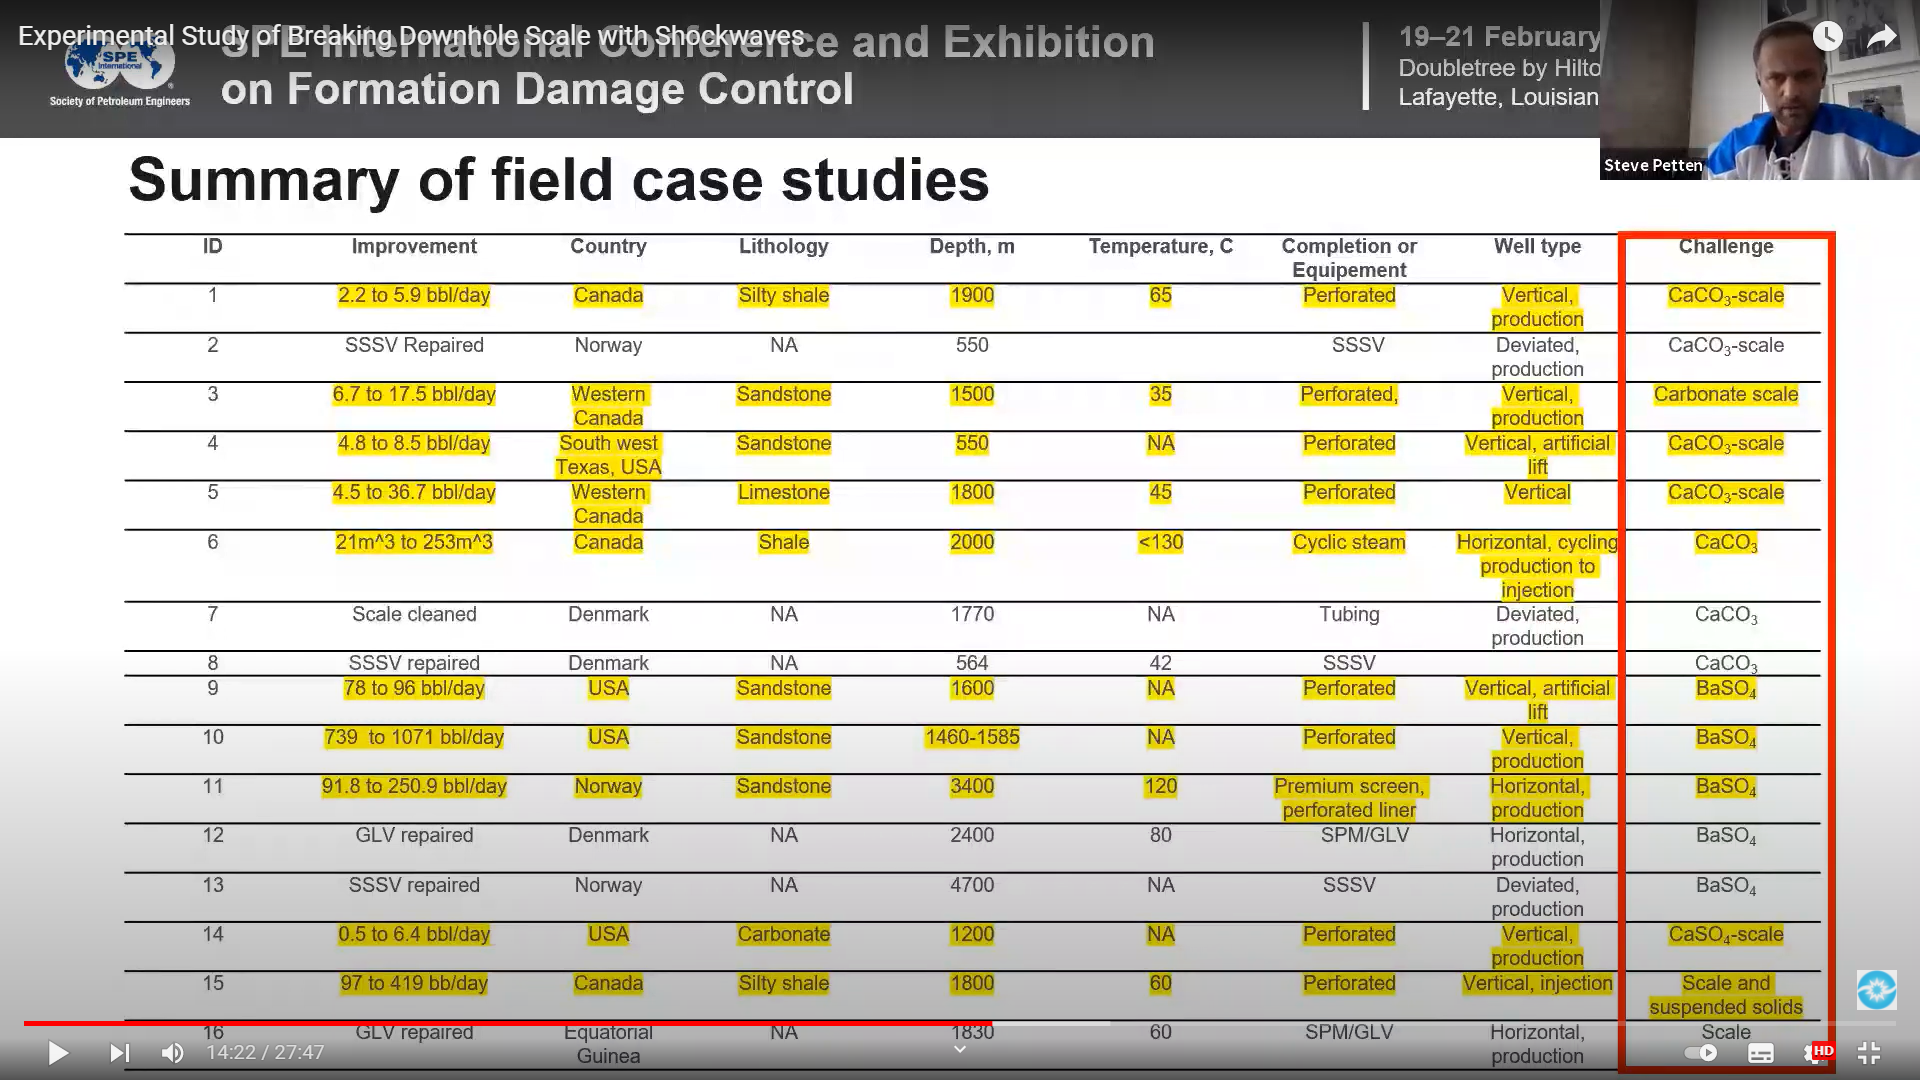 Experimental Study of Breaking Downhole Scale with Shockwaves
SPE International Conference and Exhibition
on Formation Damage Control
SPE
International
Society of Petroleum Engineers
19–21 February
Doubletree by Hilto
Lafayette, Louisian
Steve Petten
Summary of field case studies
ID Improvement Country Lithology Depth, m Temperature, C Completion or Well type Challenge
Equipement
1 2.2 to 5.9 bbl/day Canada Silty shale 1900 65 Perforated Vertical, CaCO₃-scale
production
2 SSSV Repaired Norway NA 550 SSSV Deviated, CaCO₃-scale
production
3 6.7 to 17.5 bbl/day Western Sandstone 1500 35 Perforated, Vertical, Carbonate scale
Canada production
4 4.8 to 8.5 bbl/day South west Sandstone 550 NA Perforated Vertical, artificial CaCO₃-scale
Texas, USA lift
5 4.5 to 36.7 bbl/day Western Limestone 1800 45 Perforated Vertical CaCO₃-scale
Canada
6 21m^3 to 253m^3 Canada Shale 2000 <130 Cyclic steam Horizontal, cycling CaCO₃
production to
injection
7 Scale cleaned Denmark NA 1770 NA Tubing Deviated, CaCO₃
production
8 SSSV repaired Denmark NA 564 42 SSSV CaCO₃
9 78 to 96 bbl/day USA Sandstone 1600 NA Perforated Vertical, artificial BaSO₄
lift
10 739 to 1071 bbl/day USA Sandstone 1460-1585 NA Perforated Vertical, BaSO₄
production
11 91.8 to 250.9 bbl/day Norway Sandstone 3400 120 Premium screen, Horizontal, BaSO₄
perforated liner production
12 GLV repaired Denmark NA 2400 80 SPM/GLV Horizontal, BaSO₄
production
13 SSSV repaired Norway NA 4700 NA SSSV Deviated, BaSO₄
production
14 0.5 to 6.4 bbl/day USA Carbonate 1200 NA Perforated Vertical, CaSO₄-scale
production
15 97 to 419 bb/day Canada Silty shale 1800 60 Perforated Vertical, injection Scale and
suspended solids
16 GLV repaired Equatorial NA 1830 60 SPM/GLV Horizontal, Scale
Guinea production
14:22 / 27:47
HD